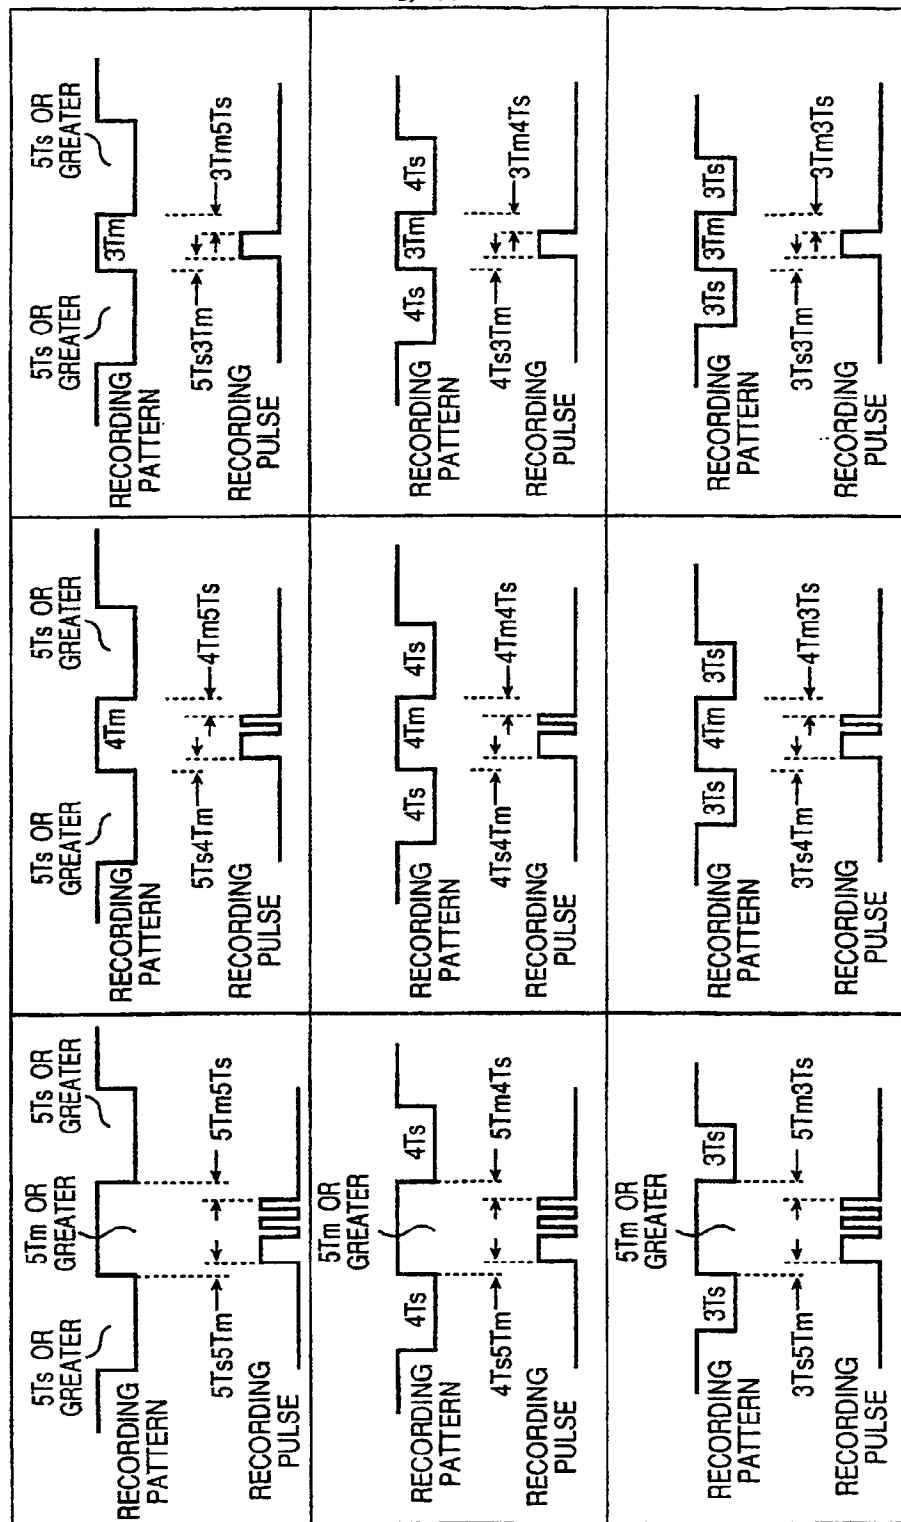 5Ts OR
GREATER
5Tm OR
GREATER
5Ts OR
GREATER
RECORDING
PATTERN
5Ts5Tm
5Tm5Ts
RECORDING
PULSE
5Ts OR
GREATER
4Tm
5Ts OR
GREATER
RECORDING
PATTERN
5Ts4Tm
4Tm5Ts
RECORDING
PULSE
5Ts OR
GREATER
3Tm
5Ts OR
GREATER
RECORDING
PATTERN
5Ts3Tm
3Tm5Ts
RECORDING
PULSE
5Tm OR
GREATER
4Ts
4Ts
RECORDING
PATTERN
4Ts5Tm
5Tm4Ts
RECORDING
PULSE
4Ts
4Tm
4Ts
RECORDING
PATTERN
4Ts4Tm
4Tm4Ts
RECORDING
PULSE
4Ts
3Tm
4Ts
RECORDING
PATTERN
4Ts3Tm
3Tm4Ts
RECORDING
PULSE
5Tm OR
GREATER
3Ts
3Ts
RECORDING
PATTERN
3Ts5Tm
5Tm3Ts
RECORDING
PULSE
3Ts
4Tm
3Ts
RECORDING
PATTERN
3Ts4Tm
4Tm3Ts
RECORDING
PULSE
3Ts
3Tm
3Ts
RECORDING
PATTERN
3Ts3Tm
3Tm3Ts
RECORDING
PULSE